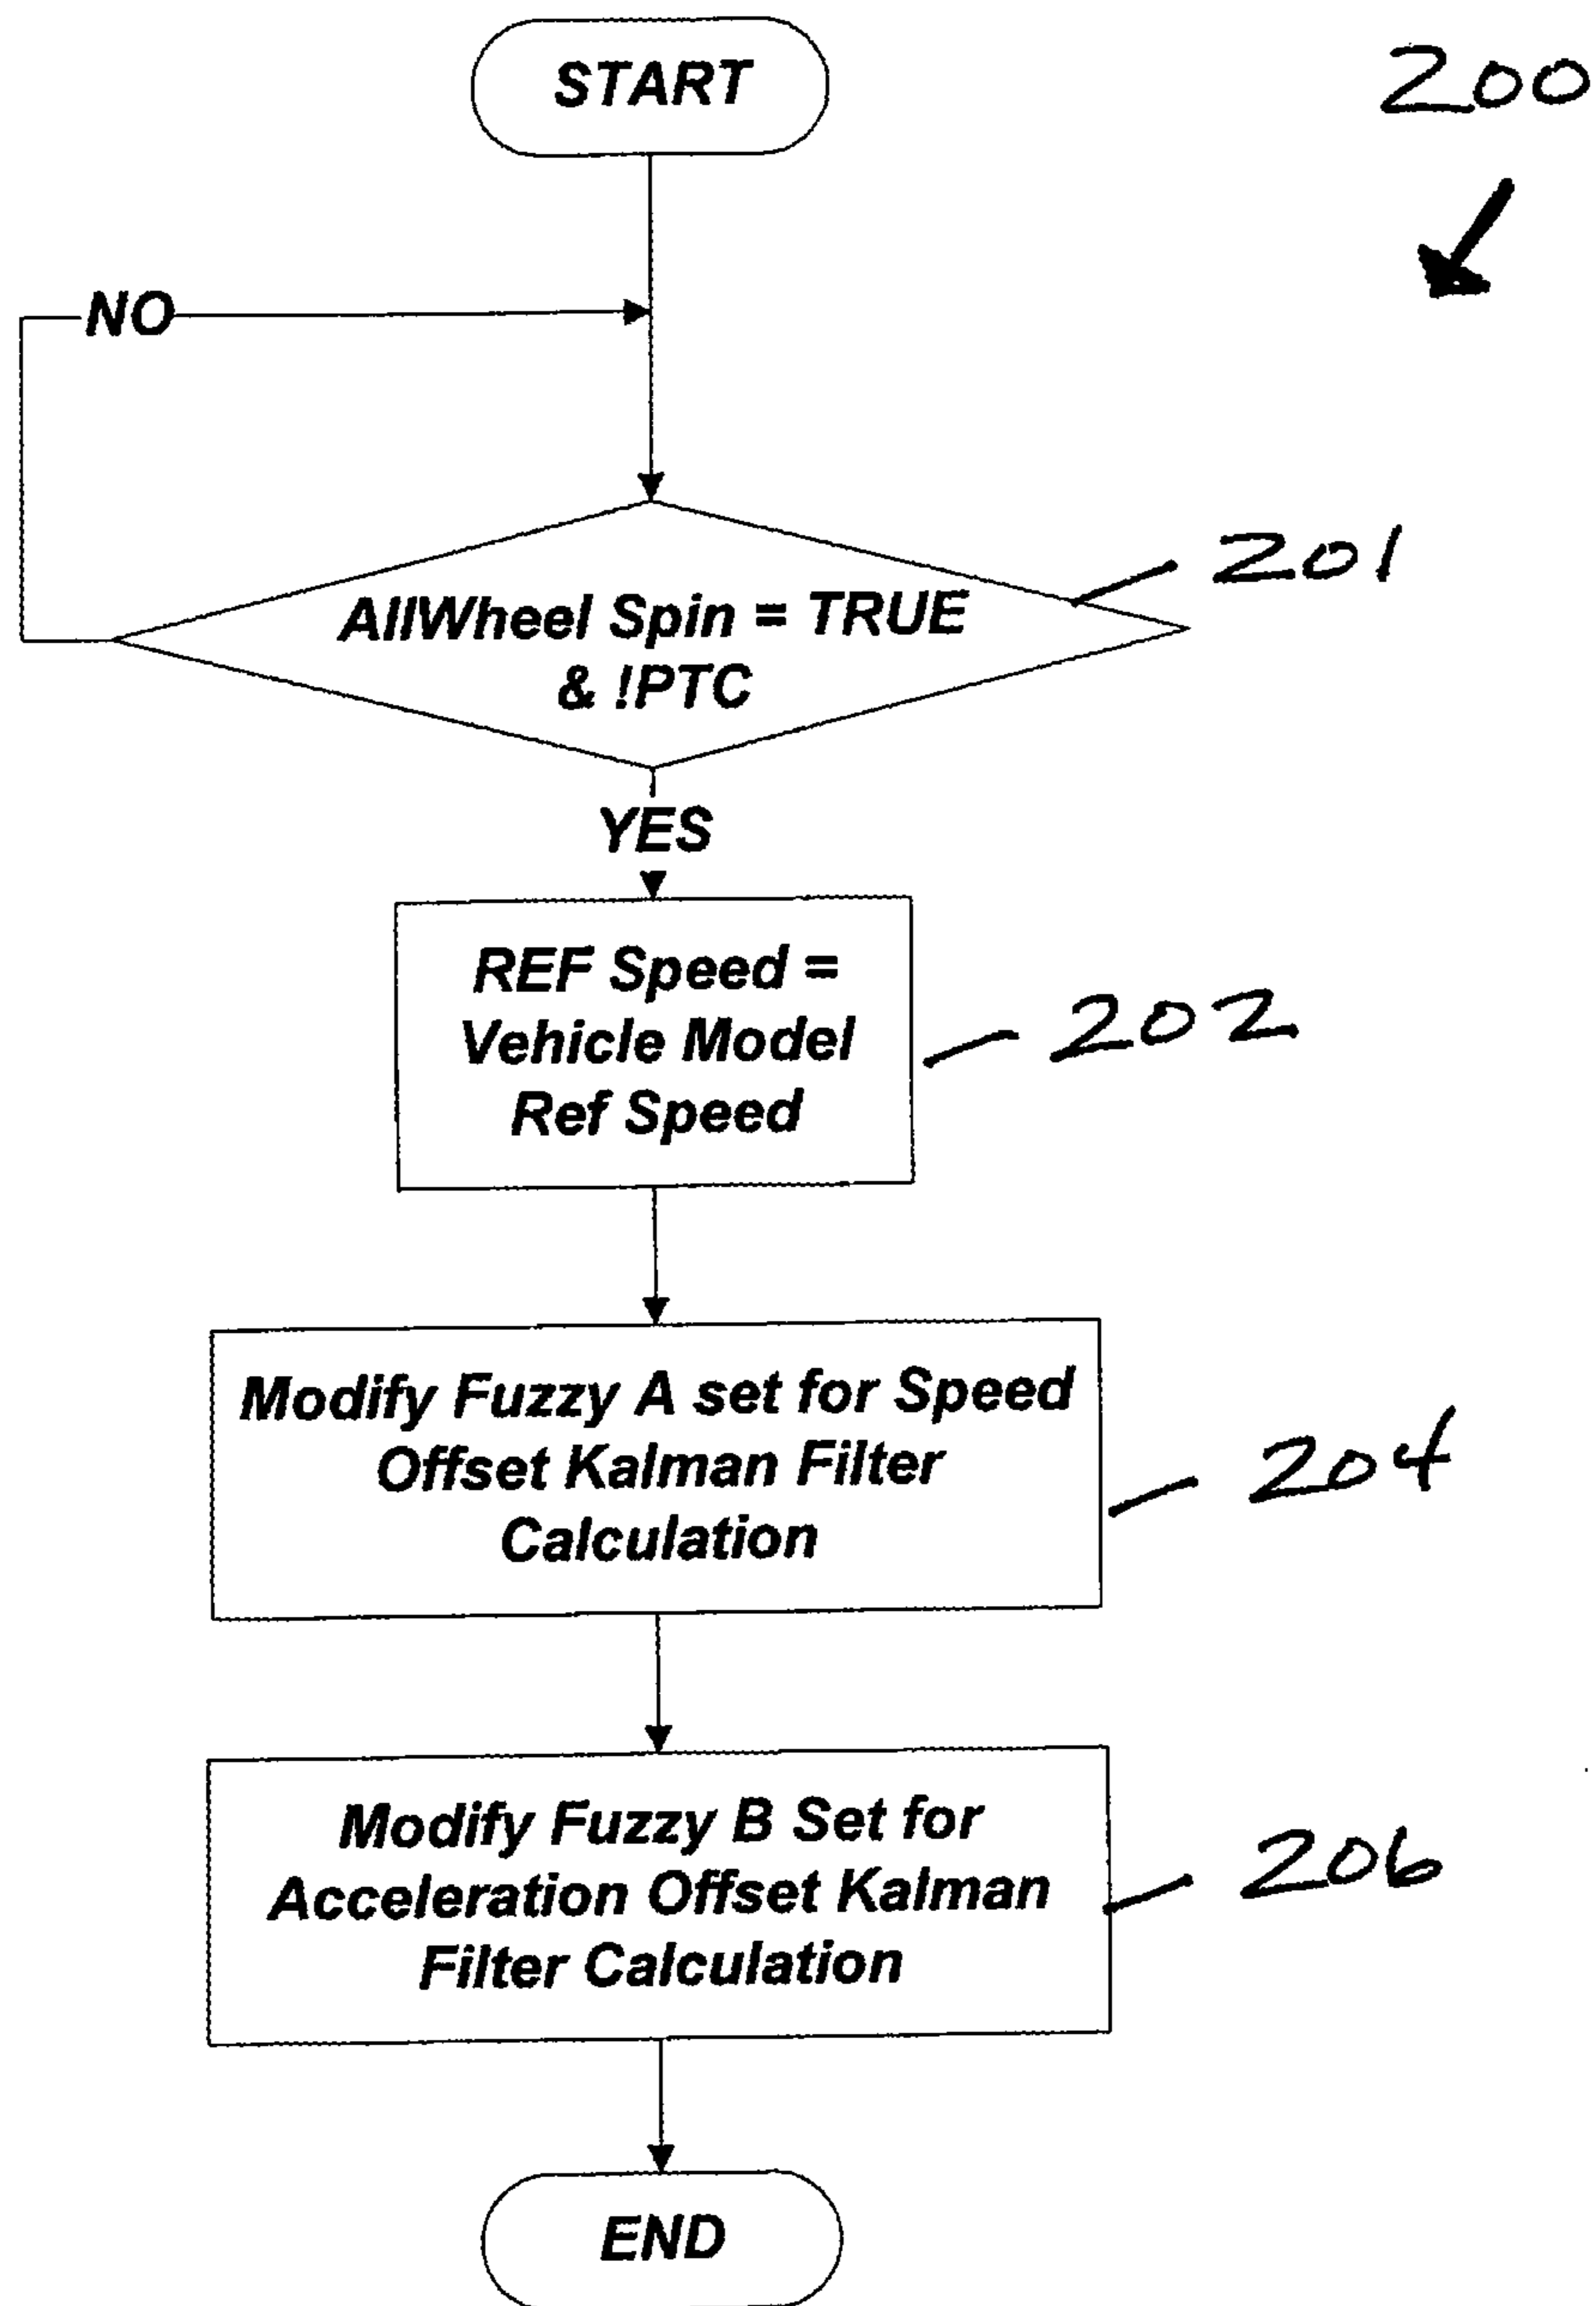 START
200
NO
201
AllWheel Spin = TRUE
& !PTC
YES
REF Speed =
Vehicle Model
Ref Speed
202
Modify Fuzzy A set for Speed
Offset Kalman Filter
Calculation
204
Modify Fuzzy B Set for
Acceleration Offset Kalman
Filter Calculation
206
END